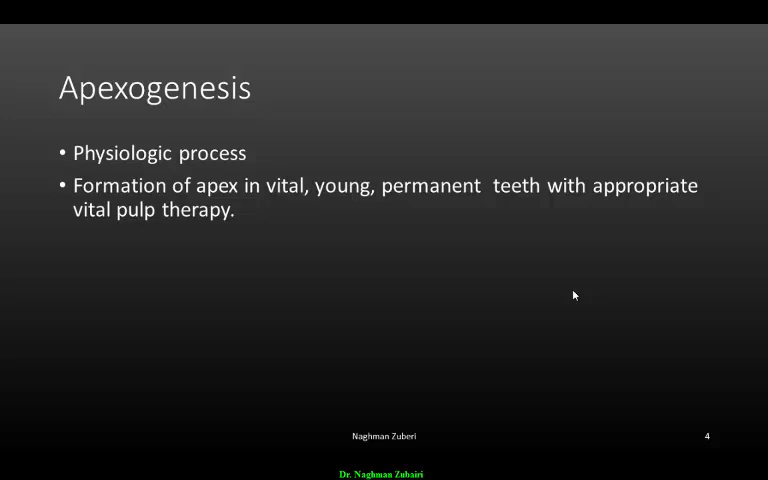 Apexogenesis
• Physiologic process
• Formation of apex in vital, young, permanent teeth with appropriate
vital pulp therapy.
Naghman Zuberi
4
Dr. Naghman Zubairi